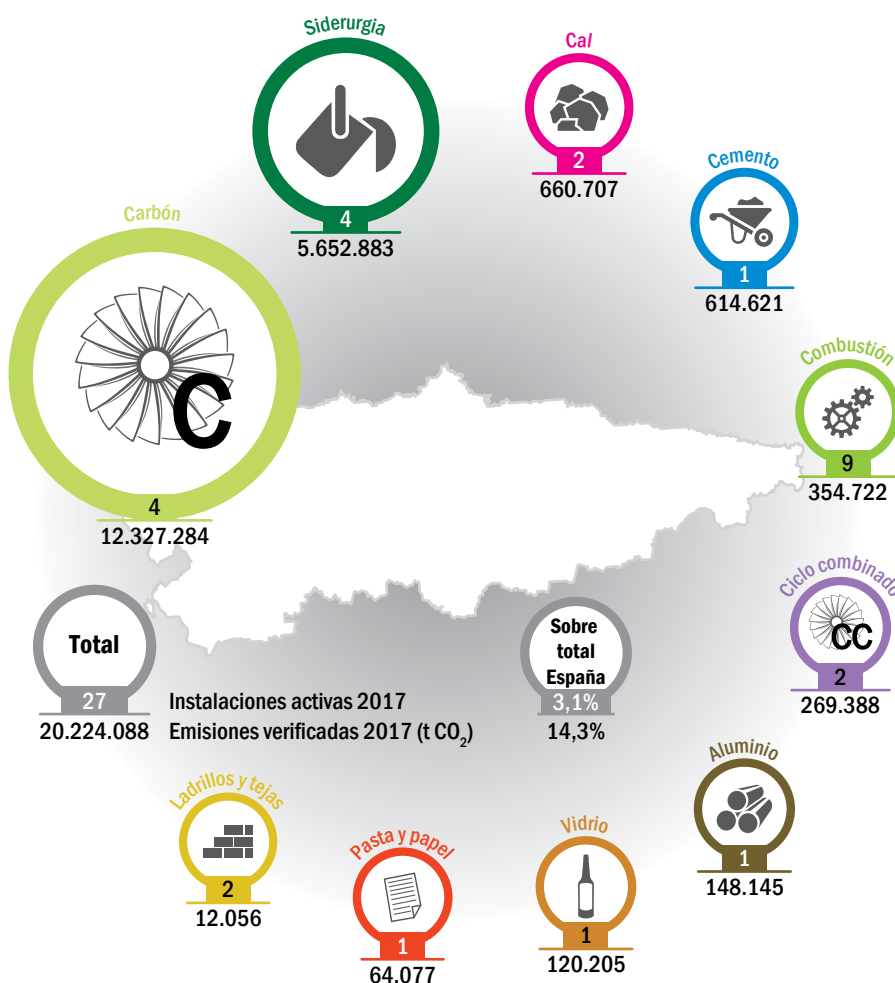 Siderurgia
4
5.652.883
Cal
2
660.707
Cemento
1
614.621
Carbón
C
4
12.327.284
Combustión
9
354.722
Ciclo combinado
CC
2
269.388
Total
27
20.224.088
Instalaciones activas 2017
Emisiones verificadas 2017 (t CO₂)
Sobre
total
España
3,1%
14,3%
Aluminio
1
148.145
Ladrillos y tejas
2
12.056
Pasta y papel
1
64.077
Vidrio
1
120.205